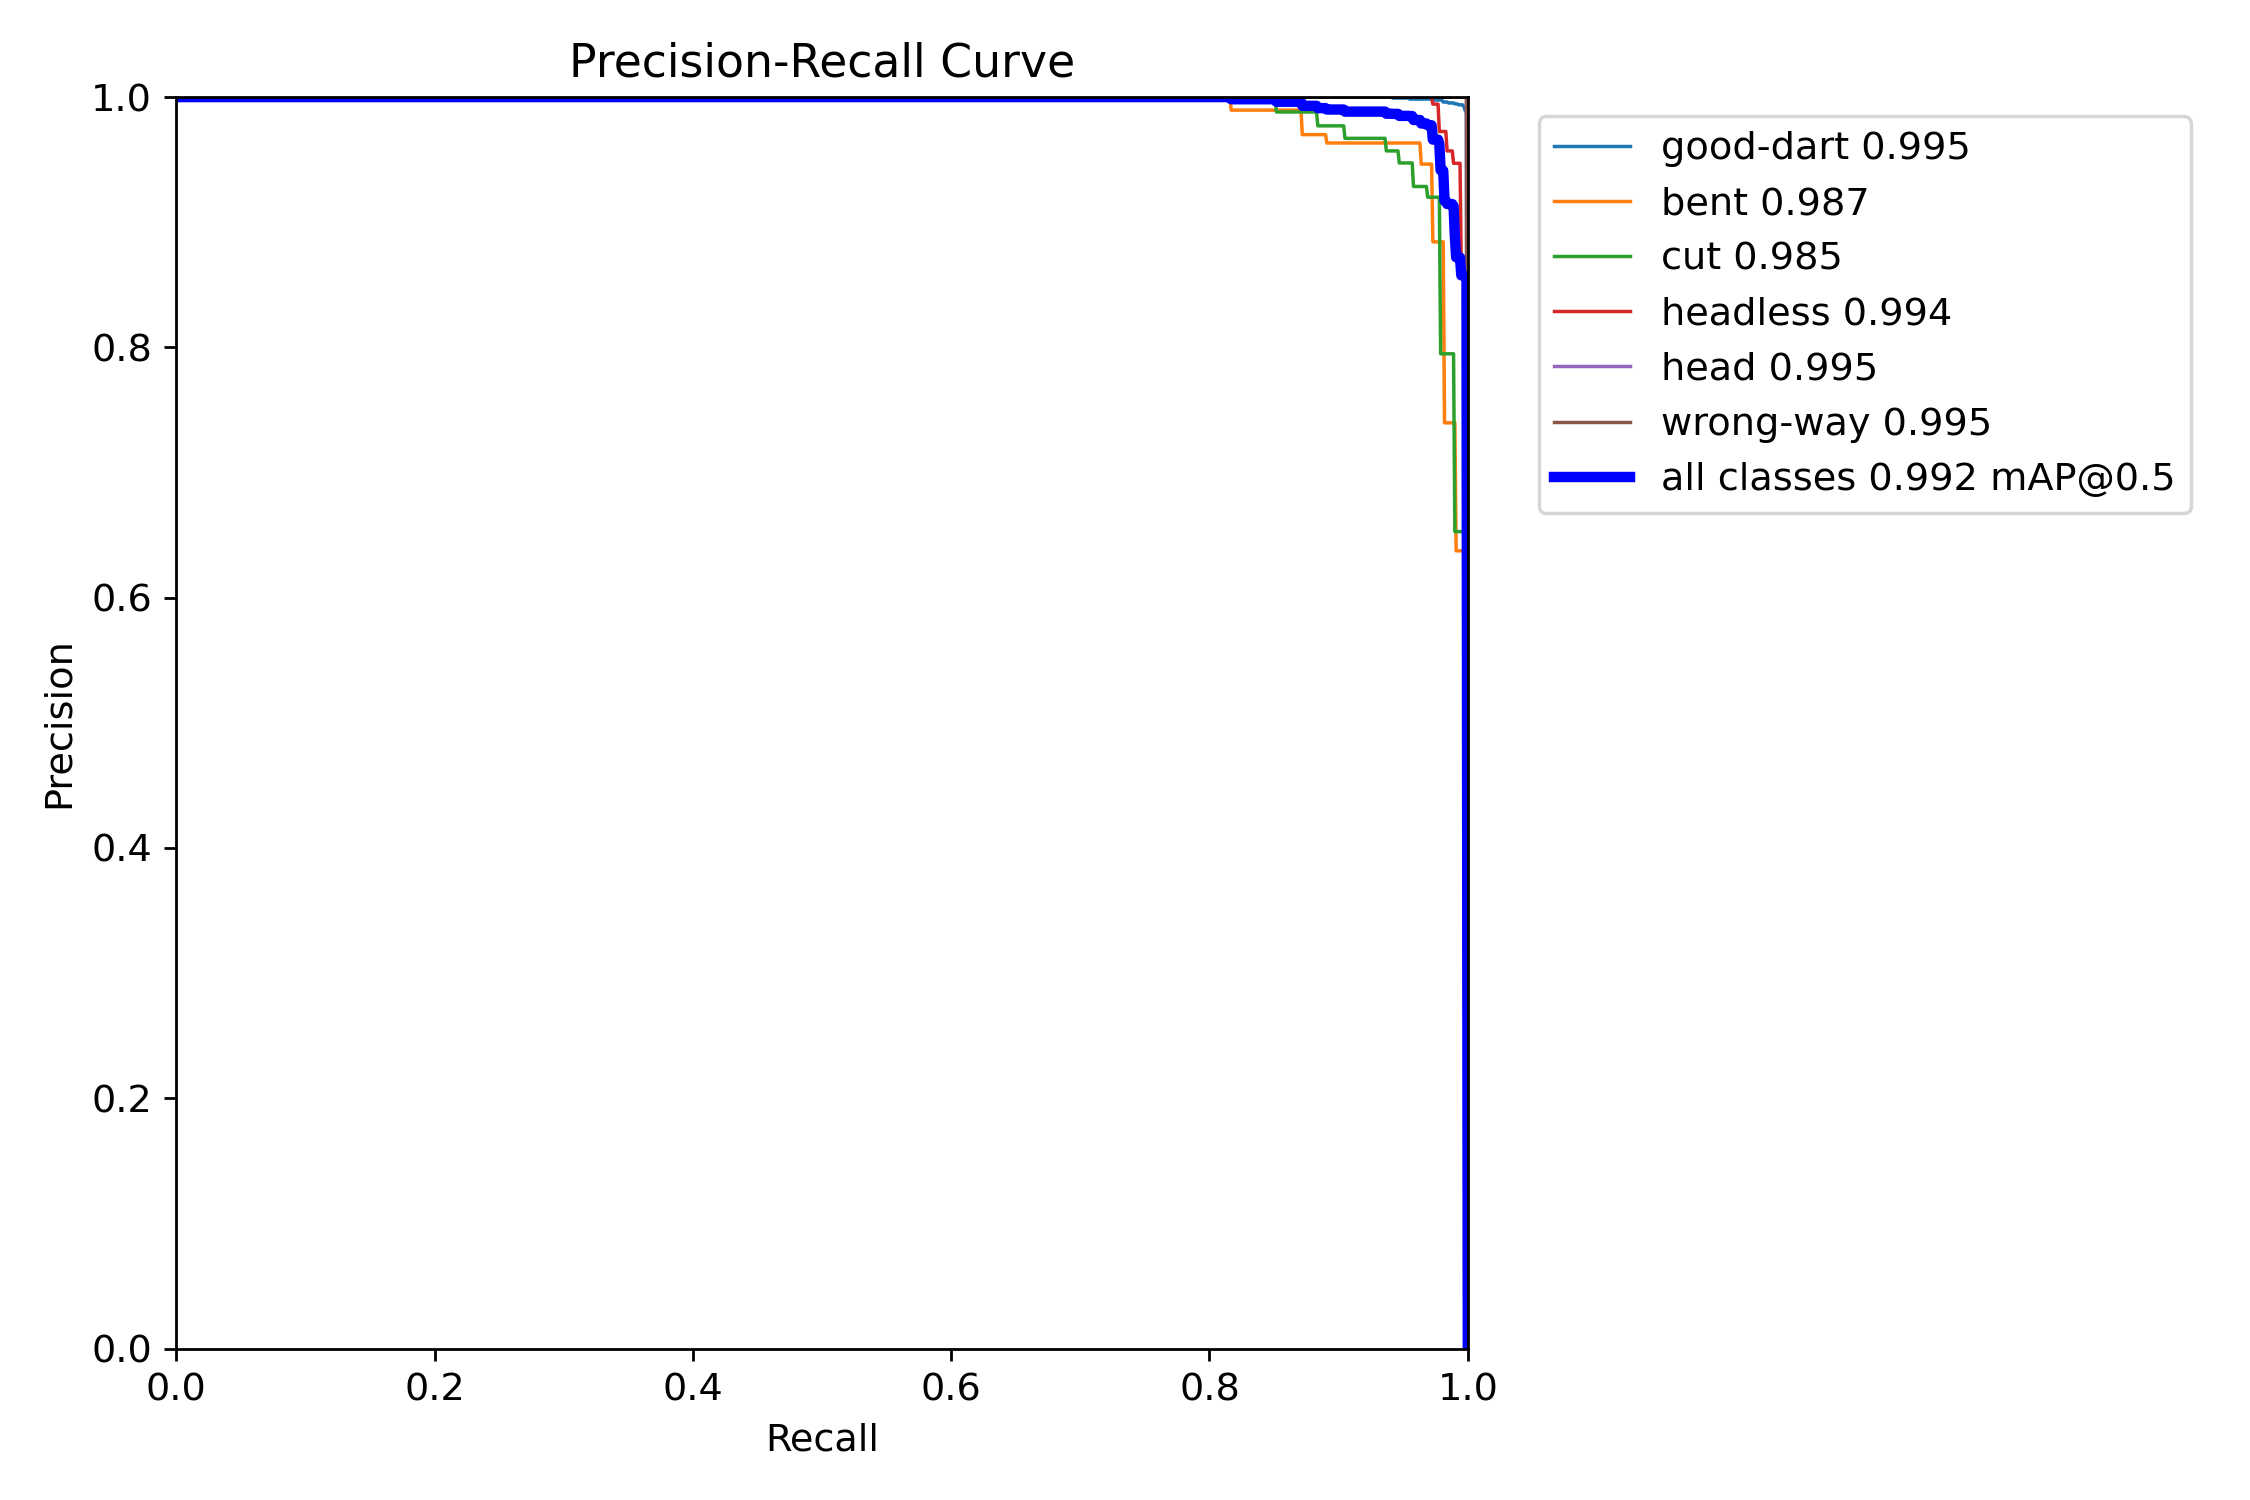 Precision-Recall Curve
1.0
0.8
0.6
0.4
0.2
0.0
Precision
0.0 0.2 0.4 0.6 0.8 1.0
Recall
good-dart 0.995
bent 0.987
cut 0.985
headless 0.994
head 0.995
wrong-way 0.995
all classes 0.992 mAP@0.5